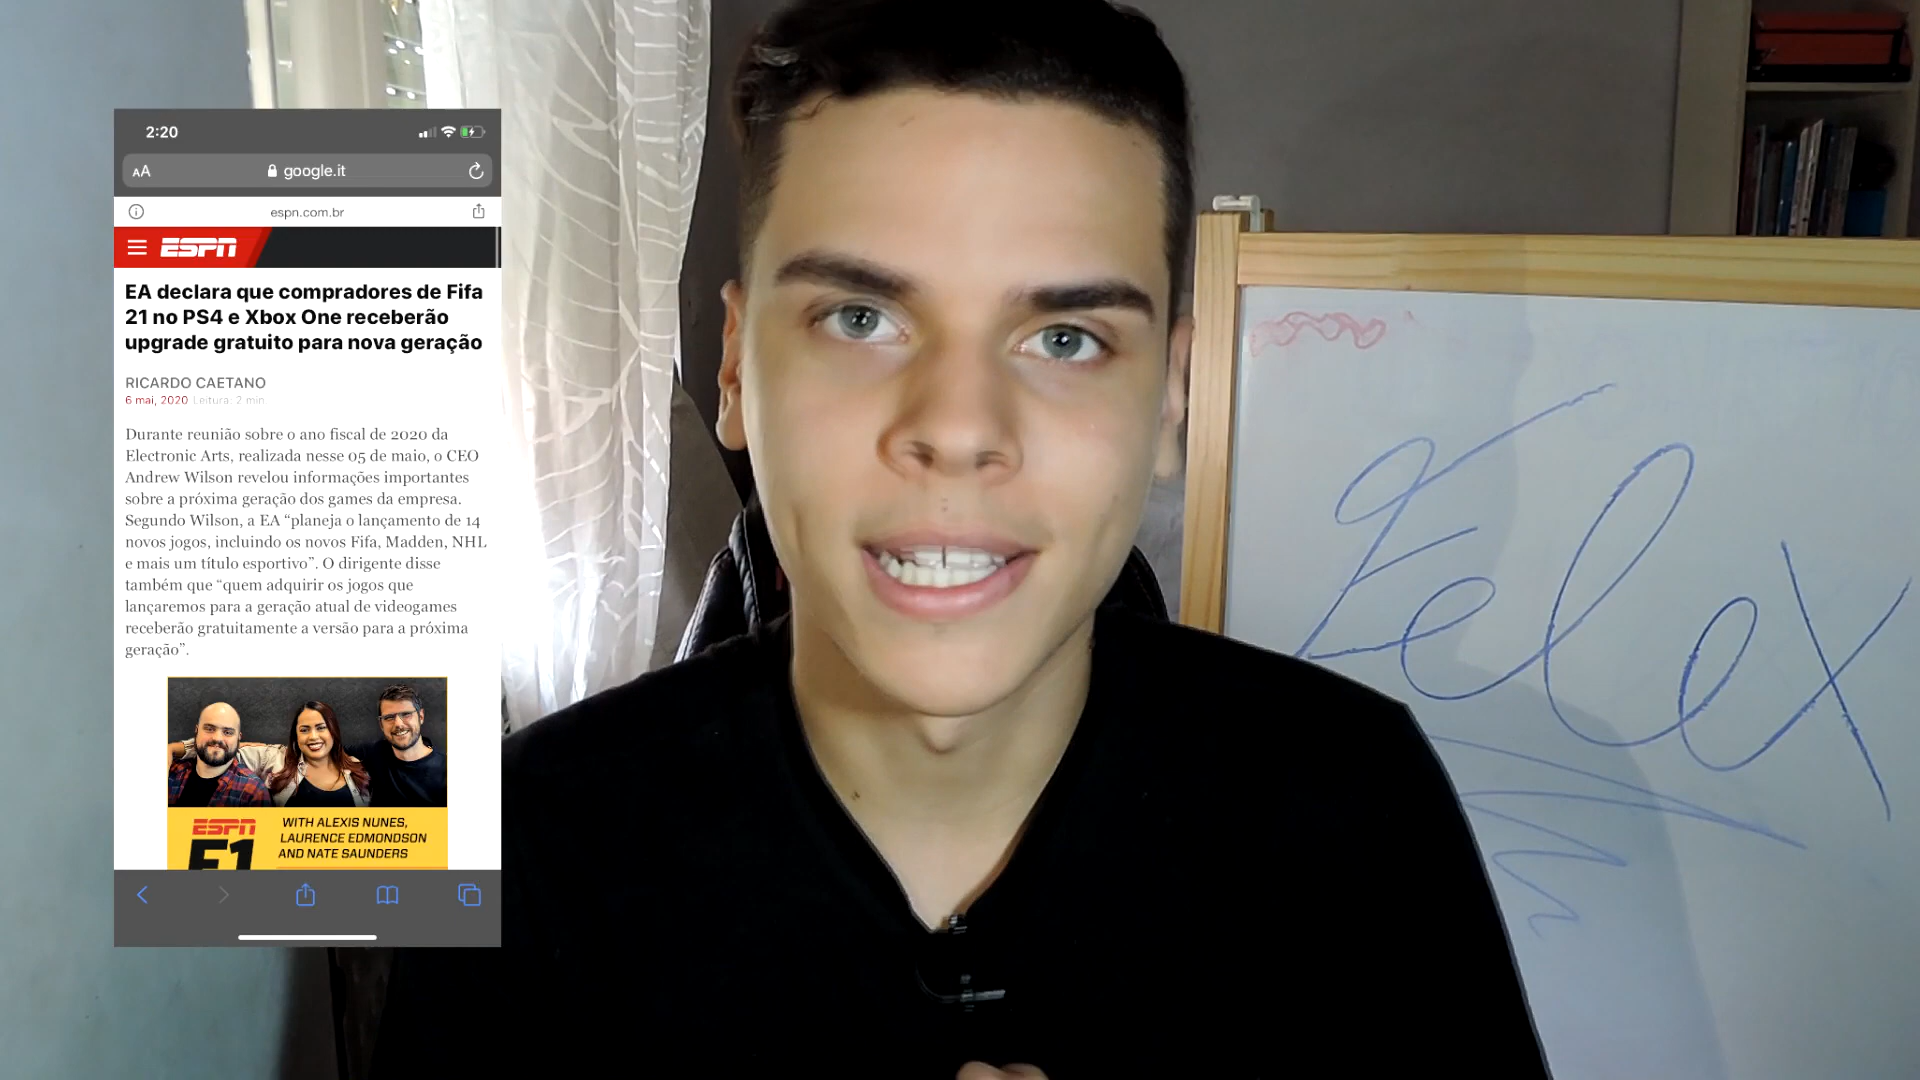 2:20
AA
google.it
espn.com.br
ESPN
EA declara que compradores de Fifa
21 no PS4 e Xbox One receberão
upgrade gratuito para nova geração
RICARDO CAETANO
6 mai, 2020 Leitura: 2 min
Durante reunião sobre o ano fiscal de 2020 da
Electronic Arts, realizada nesse 05 de maio, o CEO
Andrew Wilson revelou informações importantes
sobre a próxima geração dos games da empresa.
Segundo Wilson, a EA “planeja o lançamento de 14
novos jogos, incluindo os novos Fifa, Madden, NHL
e mais um título esportivo”. O dirigente disse
também que “quem adquirir os jogos que
lançaremos para a geração atual de videogames
receberão gratuitamente a versão para a próxima
geração”.
ESPN
F1
WITH ALEXIS NUNES,
LAURENCE EDMONDSON
AND NATE SAUNDERS
Felex